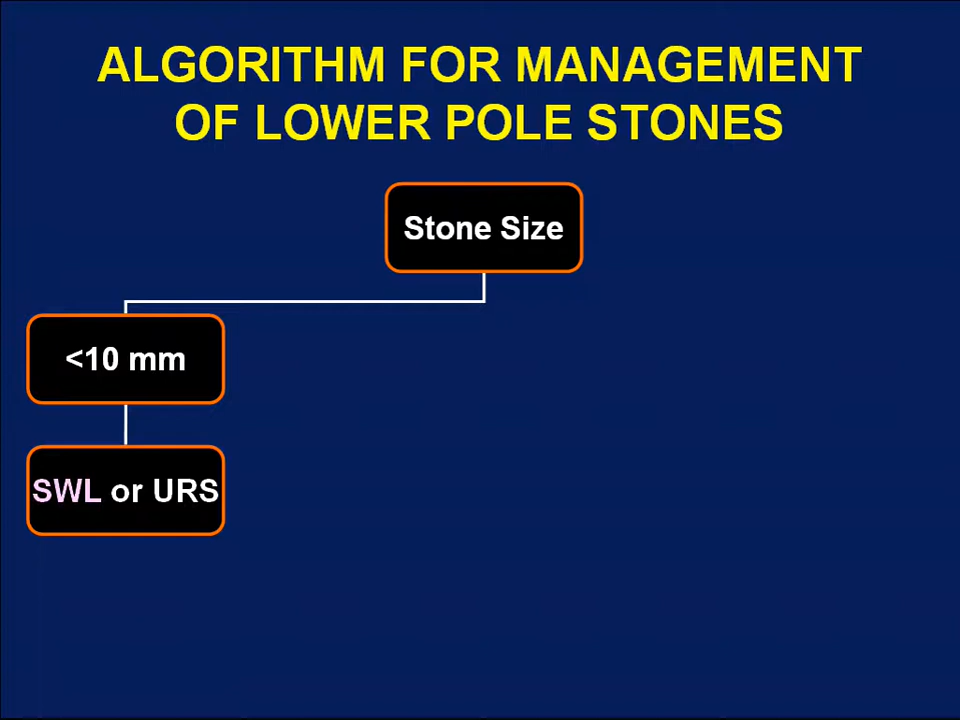 ALGORITHM FOR MANAGEMENT
OF LOWER POLE STONES
Stone Size
<10 mm
SWL or URS